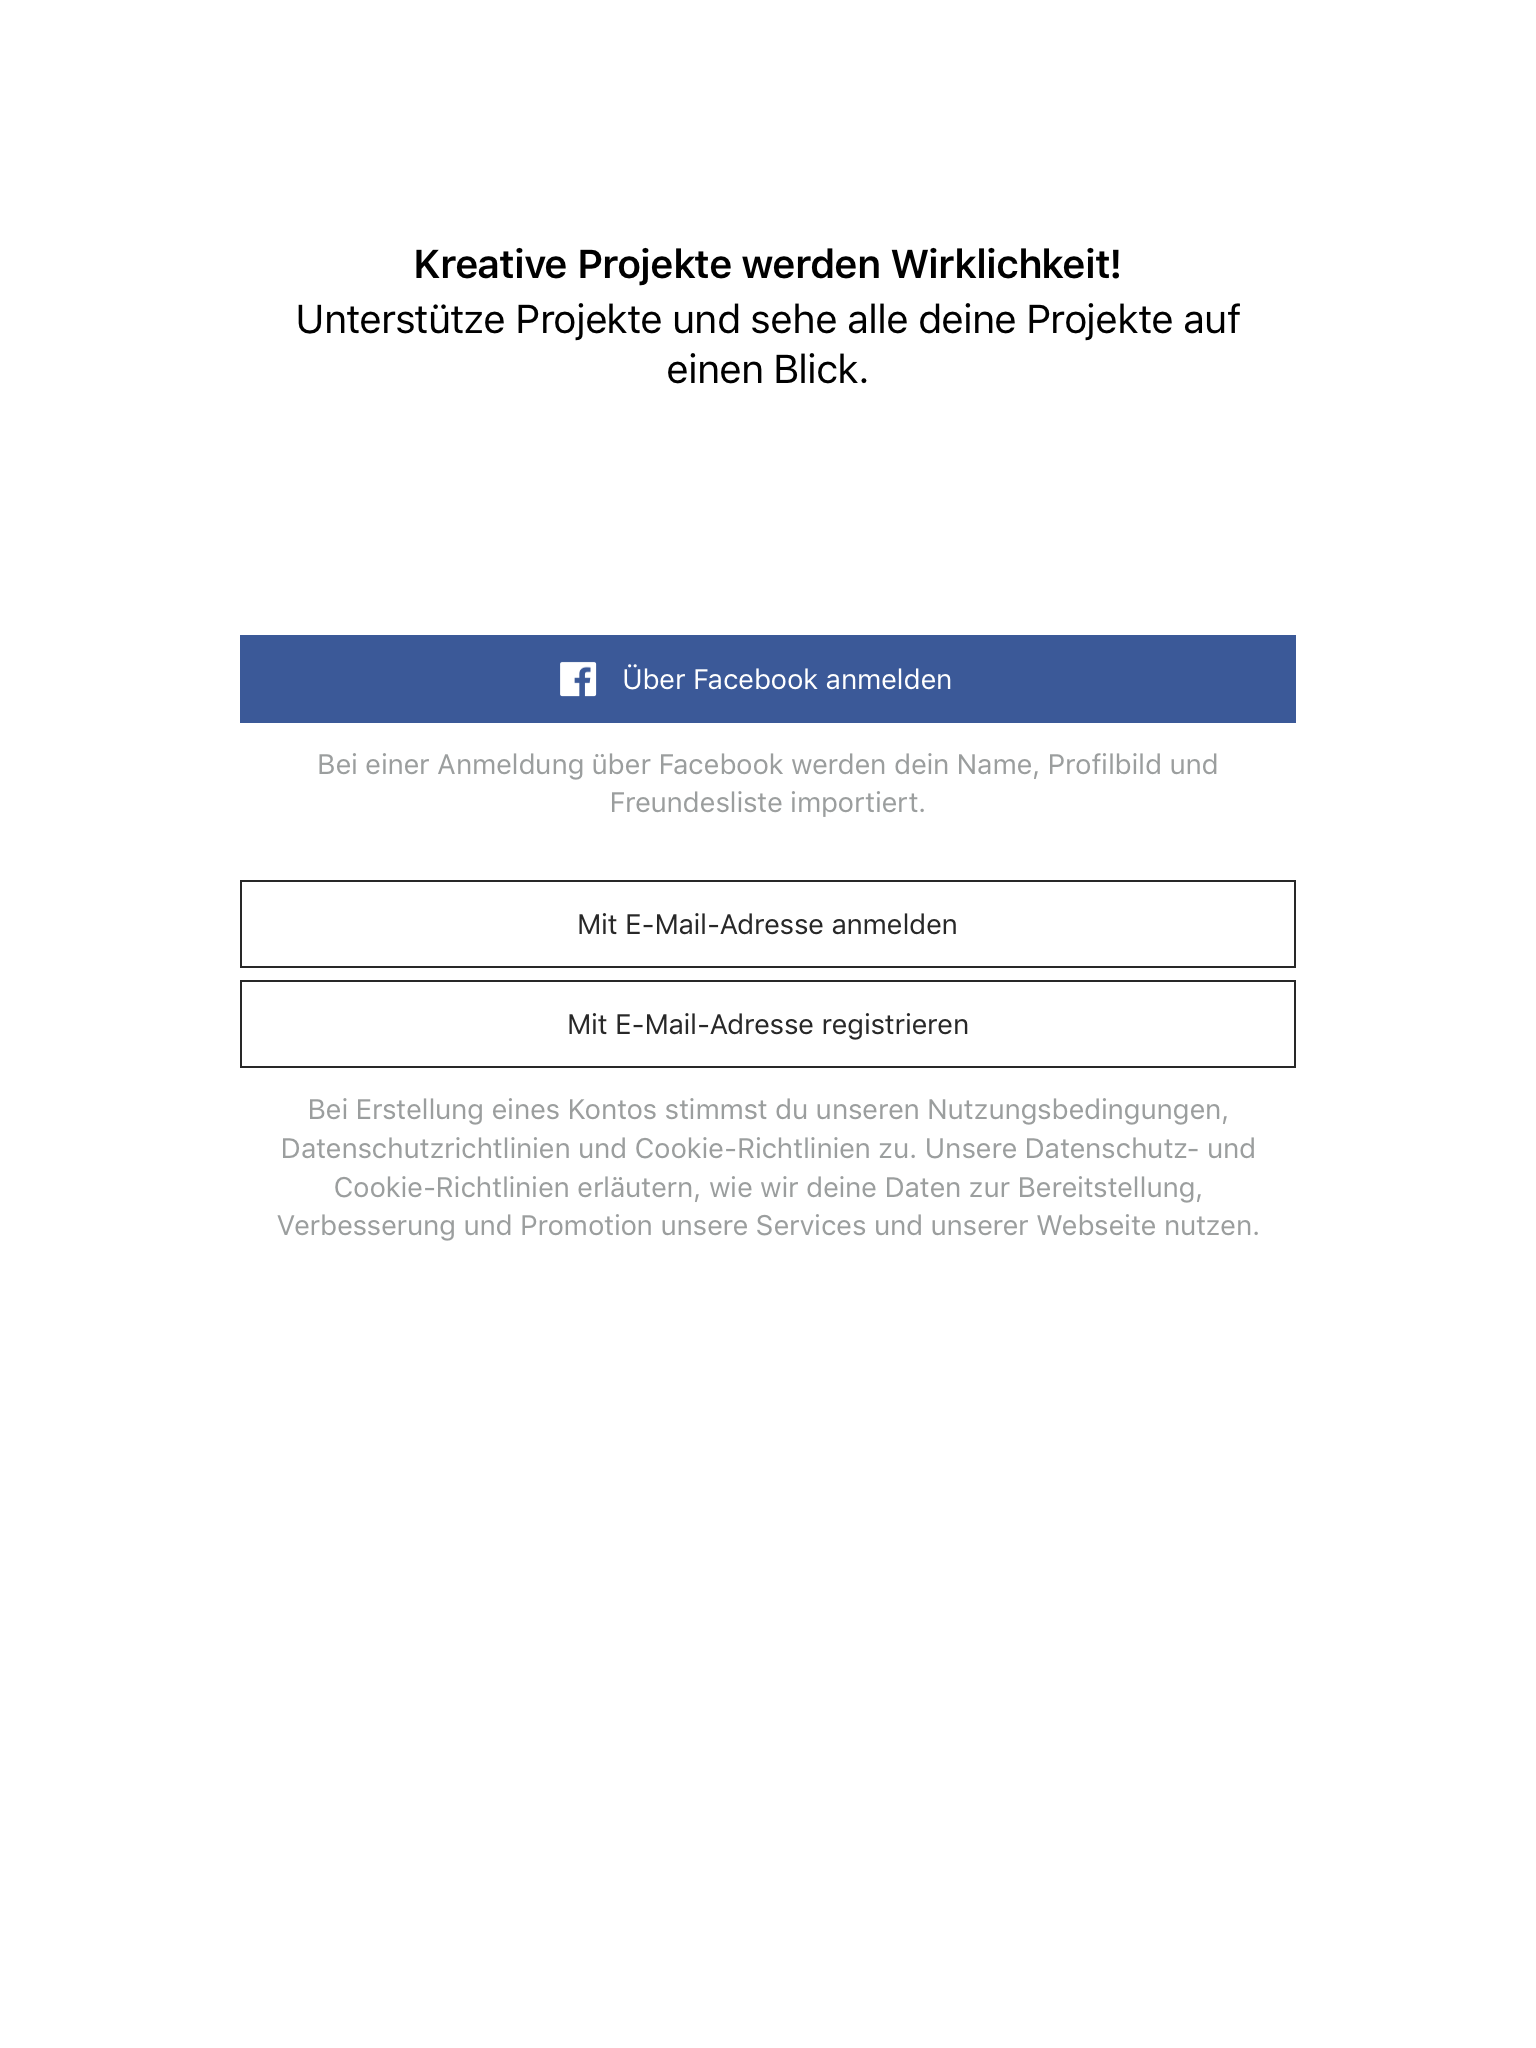 Kreative Projekte werden Wirklichkeit!
Unterstütze Projekte und sehe alle deine Projekte auf
einen Blick.
Über Facebook anmelden
Bei einer Anmeldung über Facebook werden dein Name, Profilbild und
Freundesliste importiert.
Mit E-Mail-Adresse anmelden
Mit E-Mail-Adresse registrieren
Bei Erstellung eines Kontos stimmst du unseren Nutzungsbedingungen,
Datenschutzrichtlinien und Cookie-Richtlinien zu. Unsere Datenschutz- und
Cookie-Richtlinien erläutern, wie wir deine Daten zur Bereitstellung,
Verbesserung und Promotion unsere Services und unserer Webseite nutzen.